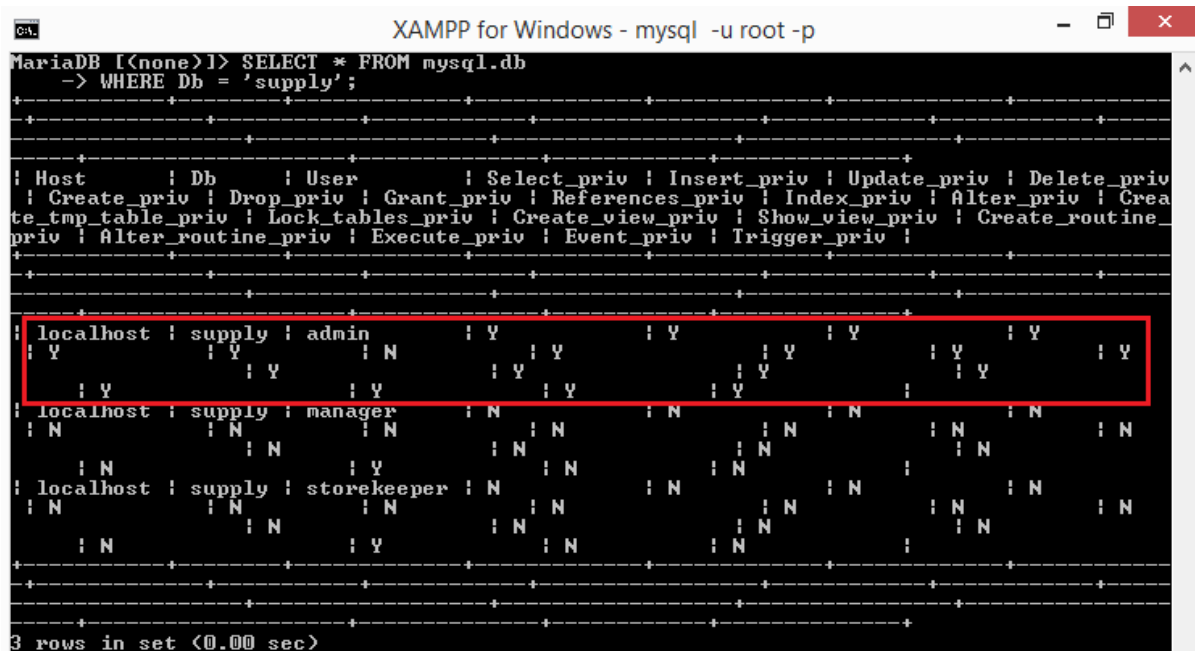 XAMPP for Windows - mysql -u root -p
MariaDB [(none)]> SELECT * FROM mysql.db
    -> WHERE Db = 'supply';
| Host | Db | User | Select_priv | Insert_priv | Update_priv | Delete_priv
| Create_priv | Drop_priv | Grant_priv | References_priv | Index_priv | Alter_priv | Crea
te_tmp_table_priv | Lock_tables_priv | Create_view_priv | Show_view_priv | Create_routine_
priv | Alter_routine_priv | Execute_priv | Event_priv | Trigger_priv |
| localhost | supply | admin | Y | Y | Y | Y
| Y | Y | N | Y | Y | Y | Y
| Y | Y | Y | Y
| Y | Y | Y | Y |
| localhost | supply | manager | N | N | N | N
| N | N | N | N | N | N | N
| N | N | N | N
| N | Y | N | N |
| localhost | supply | storekeeper | N | N | N | N
| N | N | N | N | N | N | N
| N | N | N | N
| N | Y | N | N |
3 rows in set (0.00 sec)